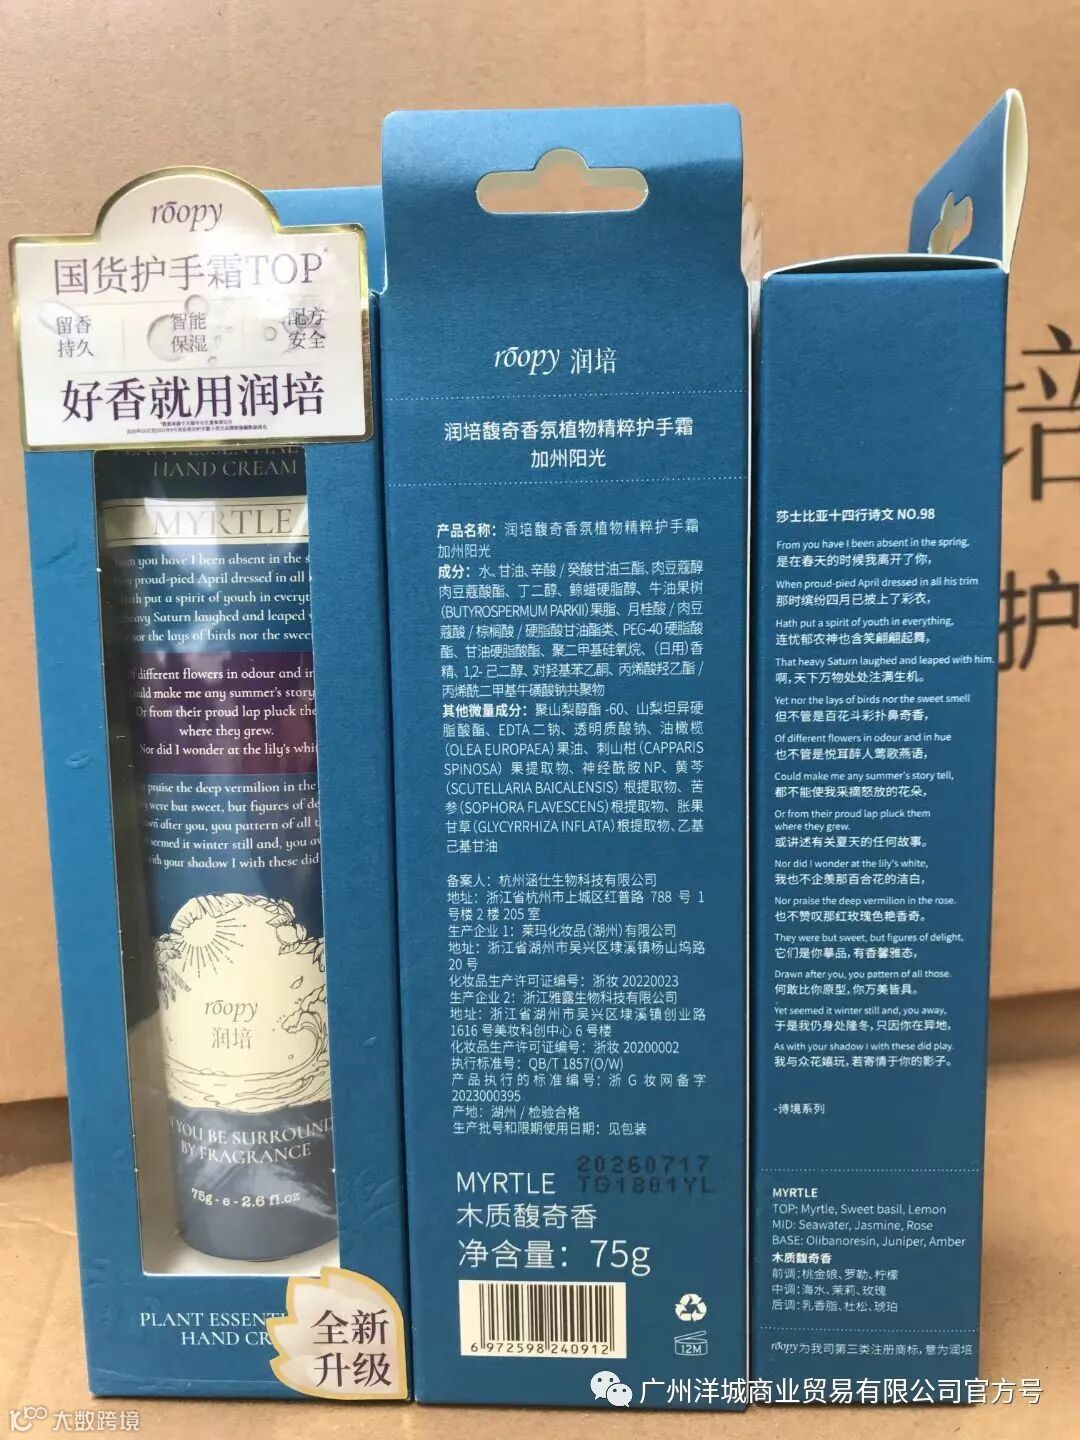 rōopy
国货护手霜TOP*
留香
持久
智能
保湿
配方
安全
好香就用润培
HAND CREAM
MYRTLE
you have I been absent in the
proud-pied April dressed in all
Hath put a spirit of youth in
heavy Saturn laughed and leaped
nor the lays of birds nor the sweet
Of different flowers in odour and in
Could make me any summer's story
Or from their proud lap pluck the
where they grew.
Nor did I wonder at the lily's
praise the deep vermilion in the
were but sweet, but figures of
after you, you pattern of all
seemed it winter still and, you
with your shadow I with these did
rōopy
润培
YOU BE SURROUND
BY FRAGRANCE
75g - e - 2.6 fl.oz
PLANT ESSENTI
HAND CR
全新
升级
rōopy 润培
润培馥奇香氛植物精粹护手霜
加州阳光
产品名称：润培馥奇香氛植物精粹护手霜
加州阳光
成分：水、甘油、辛酸 / 癸酸甘油三酯、肉豆蔻醇
肉豆蔻酸酯、丁二醇、鲸蜡硬脂醇、牛油果树
(BUTYROSPERMUM PARKII)果脂、月桂酸 / 肉豆
蔻酸 / 棕榈酸 / 硬脂酸甘油酯类、PEG-40 硬脂酸
酯、甘油硬脂酸酯、聚二甲基硅氧烷、（日用）香
精、1,2- 己二醇、对羟基苯乙酮、丙烯酸羟乙酯 /
丙烯酰二甲基牛磺酸钠共聚物
其他微量成分：聚山梨醇酯 -60、山梨坦异硬
脂酸酯、EDTA 二钠、透明质酸钠、油橄榄
(OLEA EUROPAEA) 果油、刺山柑 (CAPPARIS
SPINOSA) 果提取物、神经酰胺 NP、黄芩
(SCUTELLARIA BAICALENSIS) 根提取物、苦
参(SOPHORA FLAVESCENS)根提取物、胀果
甘草(GLYCYRRHIZA INFLATA)根提取物、乙基
己基甘油
备案人：杭州涵仕生物科技有限公司
地址：浙江省杭州市上城区红普路 788 号 1
号楼 2 楼 205 室
生产企业 1：莱玛化妆品（湖州）有限公司
地址：浙江省湖州市吴兴区埭溪镇杨山坞路
20 号
化妆品生产许可证编号：浙妆 20220023
生产企业 2：浙江雅露生物科技有限公司
地址：浙江省湖州市吴兴区埭溪镇创业路
1616 号美妆科创中心 6 号楼
化妆品生产许可证编号：浙妆 20200002
执行标准号：QB/T 1857(O/W)
产品执行的标准编号：浙 G 妆网备字
2023000395
产地：湖州 / 检验合格
生产批号和限期使用日期：见包装
20260717
TG1801YL
MYRTLE
木质馥奇香
净含量：75g
6 972598 240912
12M
莎士比亚十四行诗文 NO.98
From you have I been absent in the spring,
是在春天的时候我离开了你，
When proud-pied April dressed in all his trim
那时缤纷四月已披上了彩衣，
Hath put a spirit of youth in everything,
连忧郁农神也含笑翩翩起舞，
That heavy Saturn laughed and leaped with him.
啊，天下万物处处注满生机。
Yet nor the lays of birds nor the sweet smell
但不管是百花斗彩扑鼻奇香，
Of different flowers in odour and in hue
也不管是悦耳醉人莺歌燕语，
Could make me any summer's story tell,
都不能使我采摘怒放的花朵，
Or from their proud lap pluck them
where they grew.
或讲述有关夏天的任何故事。
Nor did I wonder at the lily's white,
我也不企羡那百合花的洁白，
Nor praise the deep vermilion in the rose.
也不赞叹那红玫瑰色艳香奇。
They were but sweet, but figures of delight,
它们是你摹品，有香馨雅态，
Drawn after you, you pattern of all those.
何敢比你原型，你万美皆具。
Yet seemed it winter still and, you away,
于是我仍身处隆冬，只因你在异地，
As with your shadow I with these did play.
我与众花嬉玩，若寄情于你的影子。
-诗境系列
MYRTLE
TOP: Myrtle, Sweet basil, Lemon
MID: Seawater, Jasmine, Rose
BASE: Olibanoresin, Juniper, Amber
木质馥奇香
前调：桃金娘、罗勒、柠檬
中调：海水、茉莉、玫瑰
后调：乳香脂、杜松、琥珀
rōopy为我司第三类注册商标，意为润培
培
护
广州洋城商业贸易有限公司官方号
大数跨境